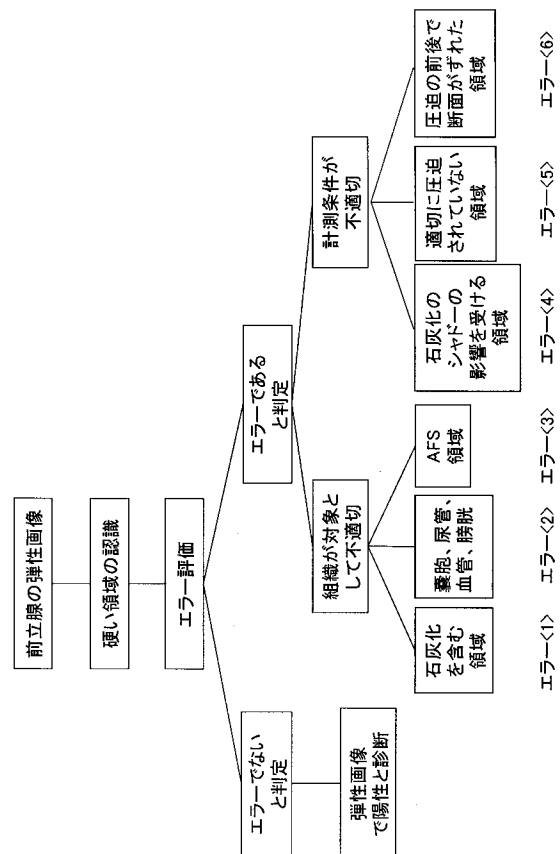 前立腺の弾性画像
硬い領域の認識
エラー評価
エラーでない
と判定
エラーである
と判定
弾性画像
で陽性と診断
組織が対象と
して不適切
計測条件が
不適切
石灰化
を含む
領域
嚢胞、尿管、
血管、膀胱
AFS
領域
石灰化の
シャドーの
影響を受ける
領域
適切に圧迫
されていない
領域
圧迫の前後で
断面がずれた
領域
エラー<1>
エラー<2>
エラー<3>
エラー<4>
エラー<5>
エラー<6>